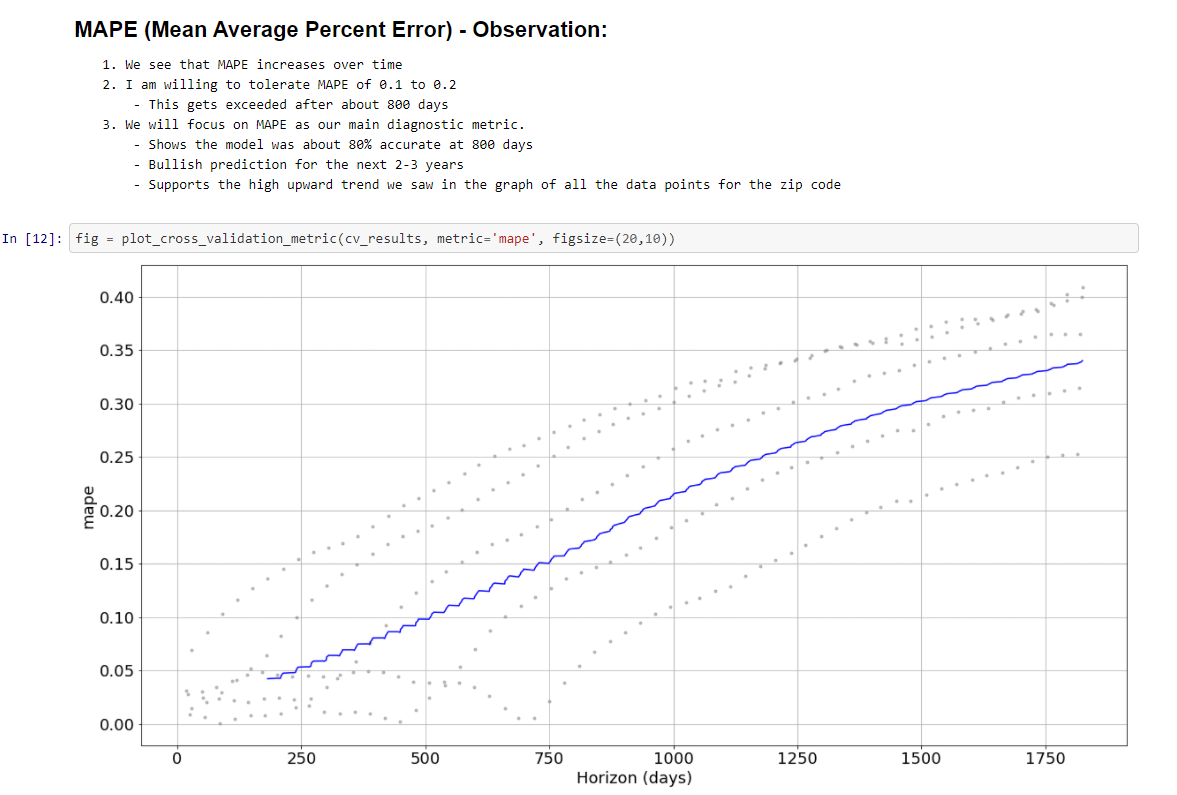 MAPE (Mean Average Percent Error) - Observation:
1. We see that MAPE increases over time
2. I am willing to tolerate MAPE of 0.1 to 0.2
- This gets exceeded after about 800 days
3. We will focus on MAPE as our main diagnostic metric.
- Shows the model was about 80% accurate at 800 days
- Bullish prediction for the next 2-3 years
- Supports the high upward trend we saw in the graph of all the data points for the zip code
In [12]: fig = plot_cross_validation_metric(cv_results, metric='mape', figsize=(20,10))
0.40
0.35
0.30
0.25
0.20
0.15
0.10
0.05
0.00
mape
0 250 500 750 1000 1250 1500 1750
Horizon (days)